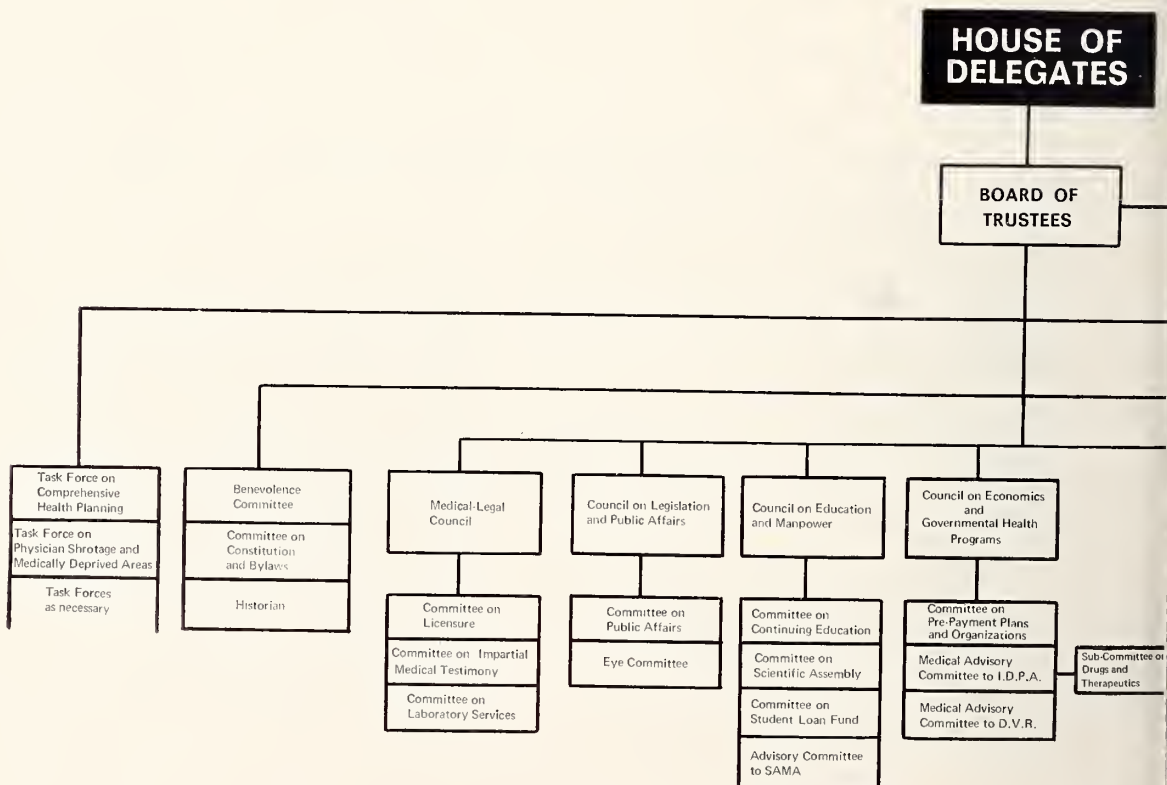 HOUSE OF
DELEGATES
BOARD OF
TRUSTEES
Task Force on
Comprehensive
Health Planning
Task Force on
Physician Shrotage and
Medically Deprived Areas
Task Forces
as necessary
Benevolence
Committee
Committee on
Constitution
and Bylaws
Historian
Medical-Legal
Council
Committee on
Licensure
Committee on Impartial
Medical Testimony
Committee on
Laboratory Services
Council on Legislation
and Public Affairs
Committee on
Public Affairs
Eye Committee
Council on Education
and Manpower
Committee on
Continuing Education
Committee on
Scientific Assembly
Committee on
Student Loan Fund
Advisory Committee
to SAMA
Council on Economics
and
Governmental Health
Programs
Committee on
Pre-Payment Plans
and Organizations
Medical Advisory
Committee to I.D.P.A.
Medical Advisory
Committee to D.V.R.
Sub-Committee on
Drugs and
Therapeutics